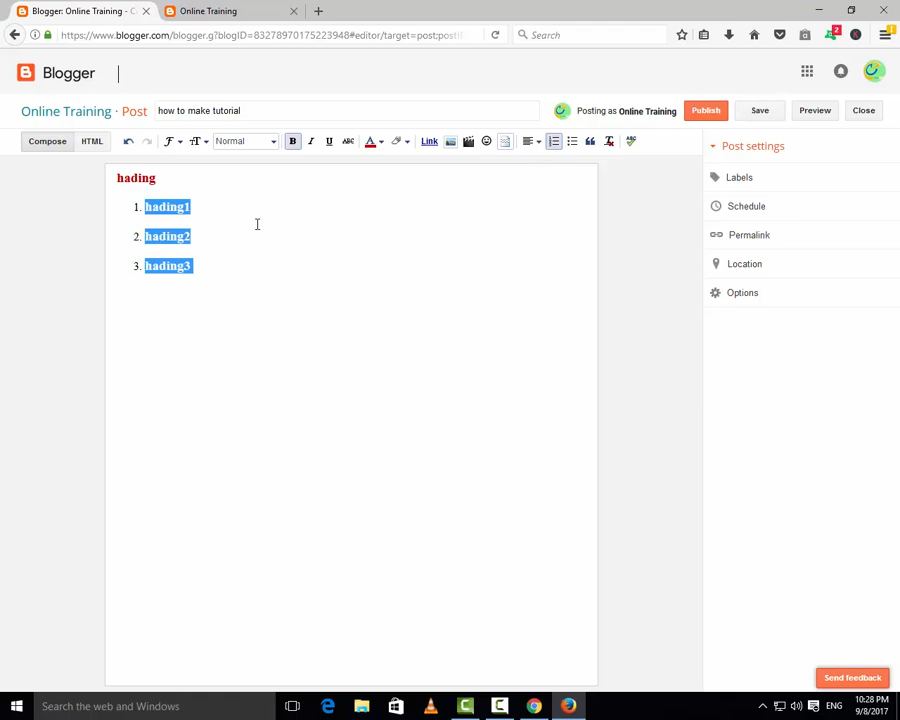 Blogger: Online Training - C
Online Training
https://www.blogger.com/blogger.g?blogID=83278970175223948#editor/target=post;posti
Search
2
Blogger
Online Training · Post
how to make tutorial
Posting as Online Training
Publish
Save
Preview
Close
Compose
HTML
Normal
B
I
U
ABC
A
Link
Post settings
Labels
Schedule
Permalink
Location
Options
hading
1. hading1
2. hading2
3. hading3
Send feedback
Search the web and Windows
ENG
10:28 PM
9/8/2017